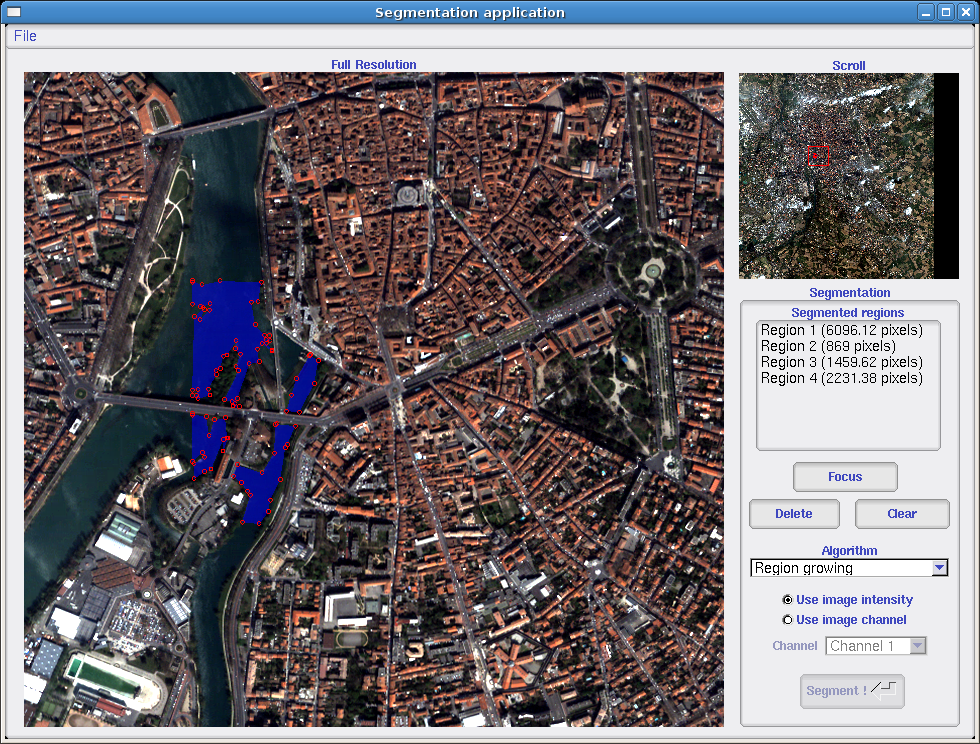 Segmentation application
File
Full Resolution
Scroll
Segmentation
Segmented regions
Region 1 (6096.12 pixels)
Region 2 (869 pixels)
Region 3 (1459.62 pixels)
Region 4 (2231.38 pixels)
Focus
Delete
Clear
Algorithm
Region growing
Use image intensity
Use image channel
Channel
Channel 1
Segment !